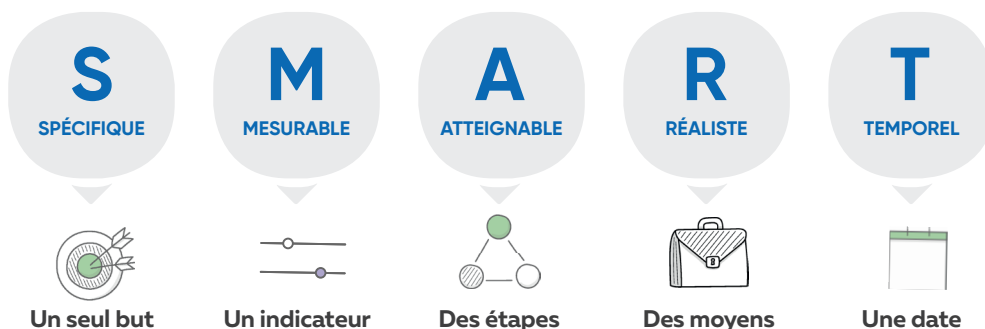 S M A R T
SPÉCIFIQUE MESURABLE ATTEIGNABLE RÉALISTE TEMPOREL
Un seul but Un indicateur Des étapes Des moyens Une date